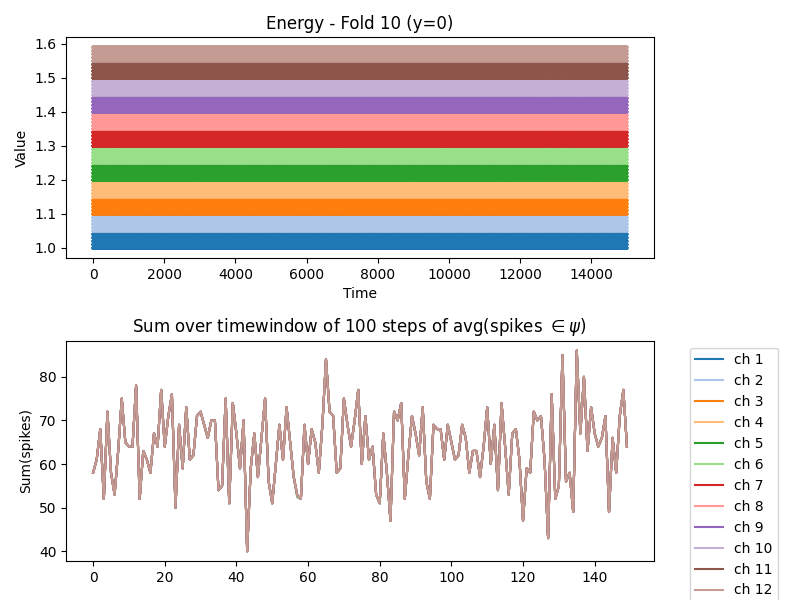 Energy - Fold 10 (y=0)
1.6
1.5
1.4
1.3
1.2
1.1
1.0
Value
0 2000 4000 6000 8000 10000 12000 14000
Time
Sum over timewindow of 100 steps of avg(spikes ∈ψ)
80
70
60
50
40
Sum(spikes)
0 20 40 60 80 100 120 140
ch 1
ch 2
ch 3
ch 4
ch 5
ch 6
ch 7
ch 8
ch 9
ch 10
ch 11
ch 12